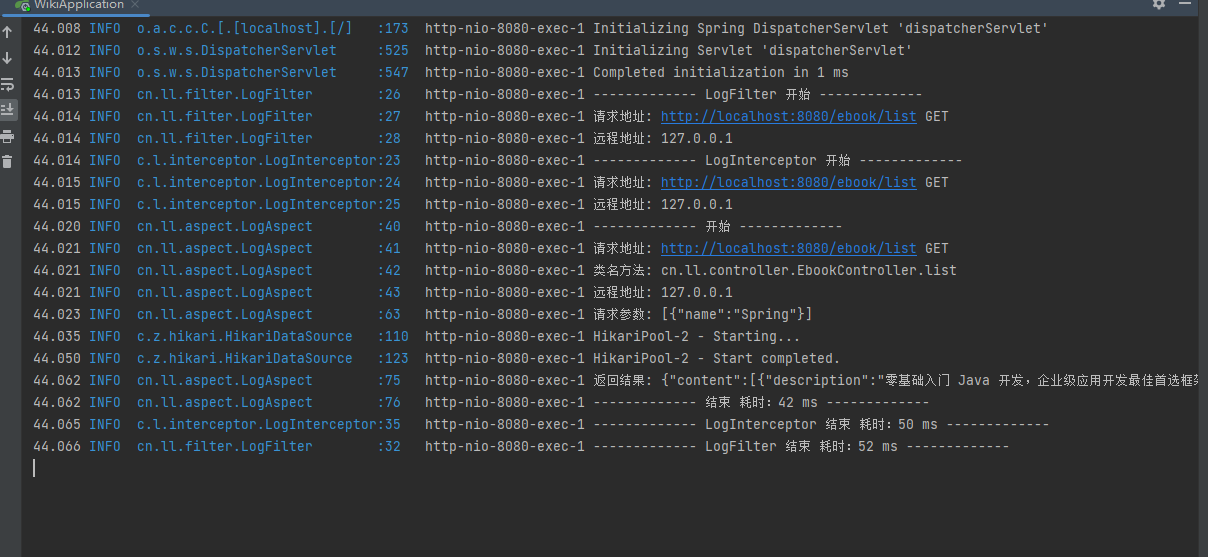 WikiApplication
44.008 INFO o.a.c.c.C.[.[localhost].[/] :173 http-nio-8080-exec-1 Initializing Spring DispatcherServlet 'dispatcherServlet'
44.011 INFO o.s.w.s.DispatcherServlet :525 http-nio-8080-exec-1 Initializing Servlet 'dispatcherServlet'
44.013 INFO o.s.w.s.DispatcherServlet :547 http-nio-8080-exec-1 Completed initialization in 1 ms
44.013 INFO cn.ll.filter.LogFilter :26 http-nio-8080-exec-1 ------------- LogFilter 开始 -------------
44.014 INFO cn.ll.filter.LogFilter :27 http-nio-8080-exec-1 请求地址: http://localhost:8080/ebook/list GET
44.014 INFO cn.ll.filter.LogFilter :28 http-nio-8080-exec-1 远程地址: 127.0.0.1
44.014 INFO c.l.interceptor.LogInterceptor:23 http-nio-8080-exec-1 ------------- LogInterceptor 开始 -------------
44.015 INFO c.l.interceptor.LogInterceptor:24 http-nio-8080-exec-1 请求地址: http://localhost:8080/ebook/list GET
44.015 INFO c.l.interceptor.LogInterceptor:25 http-nio-8080-exec-1 远程地址: 127.0.0.1
44.020 INFO cn.ll.aspect.LogAspect :40 http-nio-8080-exec-1 ------------- 开始 -------------
44.021 INFO cn.ll.aspect.LogAspect :41 http-nio-8080-exec-1 请求地址: http://localhost:8080/ebook/list GET
44.021 INFO cn.ll.aspect.LogAspect :42 http-nio-8080-exec-1 类名方法: cn.ll.controller.EbookController.list
44.021 INFO cn.ll.aspect.LogAspect :43 http-nio-8080-exec-1 远程地址: 127.0.0.1
44.023 INFO cn.ll.aspect.LogAspect :63 http-nio-8080-exec-1 请求参数: [{"name":"Spring"}]
44.035 INFO c.z.hikari.HikariDataSource :110 http-nio-8080-exec-1 HikariPool-2 - Starting...
44.050 INFO c.z.hikari.HikariDataSource :123 http-nio-8080-exec-1 HikariPool-2 - Start completed.
44.062 INFO cn.ll.aspect.LogAspect :75 http-nio-8080-exec-1 返回结果: {"content":[{"description":"零基础入门 Java 开发，企业级应用开发最佳首选框架
44.062 INFO cn.ll.aspect.LogAspect :76 http-nio-8080-exec-1 ------------- 结束 耗时：42 ms -------------
44.065 INFO c.l.interceptor.LogInterceptor:35 http-nio-8080-exec-1 ------------- LogInterceptor 结束 耗时：50 ms -------------
44.066 INFO cn.ll.filter.LogFilter :32 http-nio-8080-exec-1 ------------- LogFilter 结束 耗时：52 ms -------------